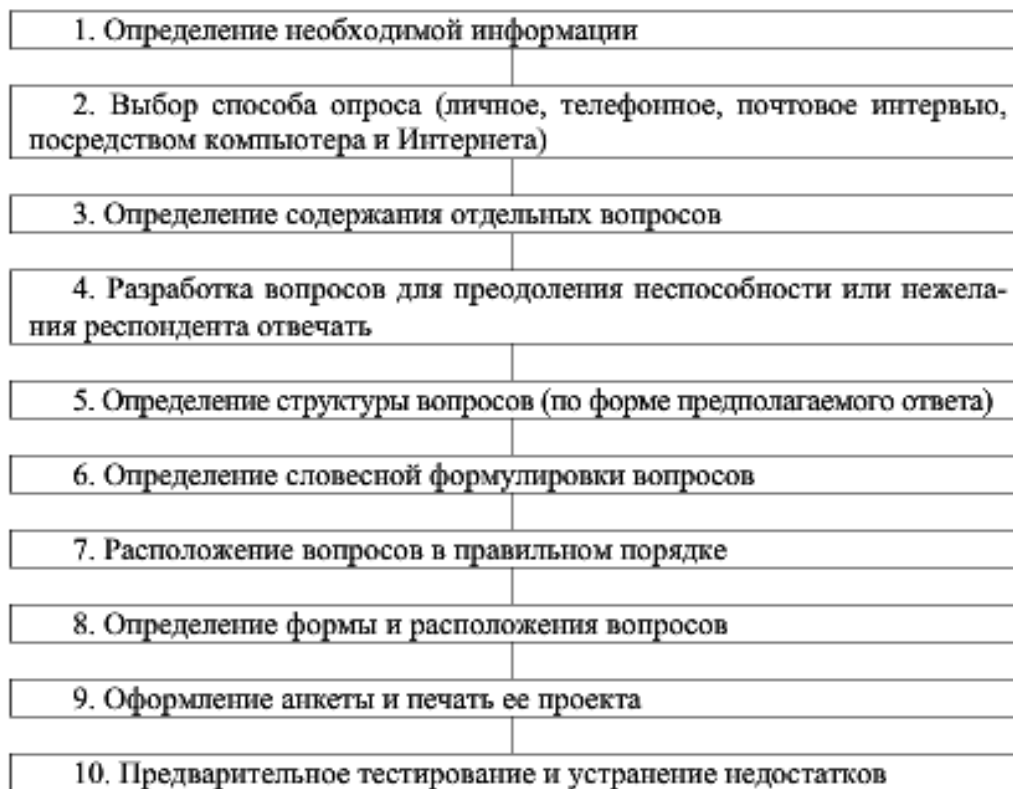 1. Определение необходимой информации
2. Выбор способа опроса (личное, телефонное, почтовое интервью,
посредством компьютера и Интернета)
3. Определение содержания отдельных вопросов
4. Разработка вопросов для преодоления неспособности или нежела-
ния респондента отвечать
5. Определение структуры вопросов (по форме предполагаемого ответа)
6. Определение словесной формулировки вопросов
7. Расположение вопросов в правильном порядке
8. Определение формы и расположения вопросов
9. Оформление анкеты и печать ее проекта
10. Предварительное тестирование и устранение недостатков